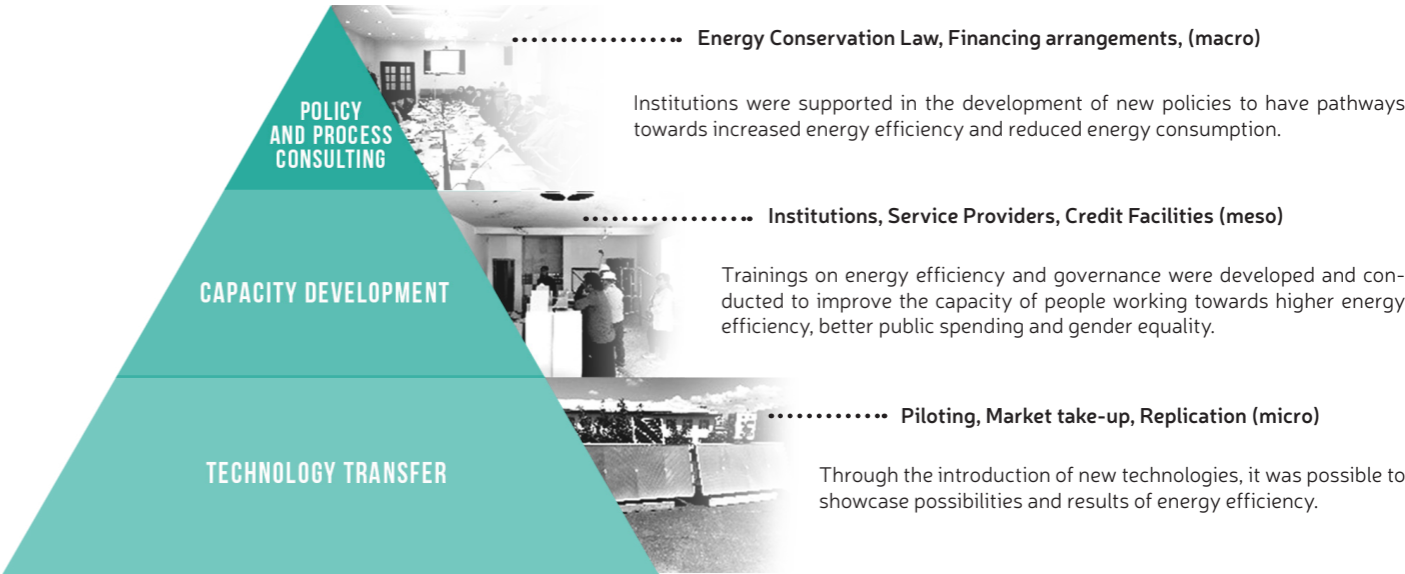 POLICY
AND PROCESS
CONSULTING
Energy Conservation Law, Financing arrangements, (macro)
Institutions were supported in the development of new policies to have pathways
towards increased energy efficiency and reduced energy consumption.
CAPACITY DEVELOPMENT
Institutions, Service Providers, Credit Facilities (meso)
Trainings on energy efficiency and governance were developed and con-
ducted to improve the capacity of people working towards higher energy
efficiency, better public spending and gender equality.
TECHNOLOGY TRANSFER
Piloting, Market take-up, Replication (micro)
Through the introduction of new technologies, it was possible to
showcase possibilities and results of energy efficiency.